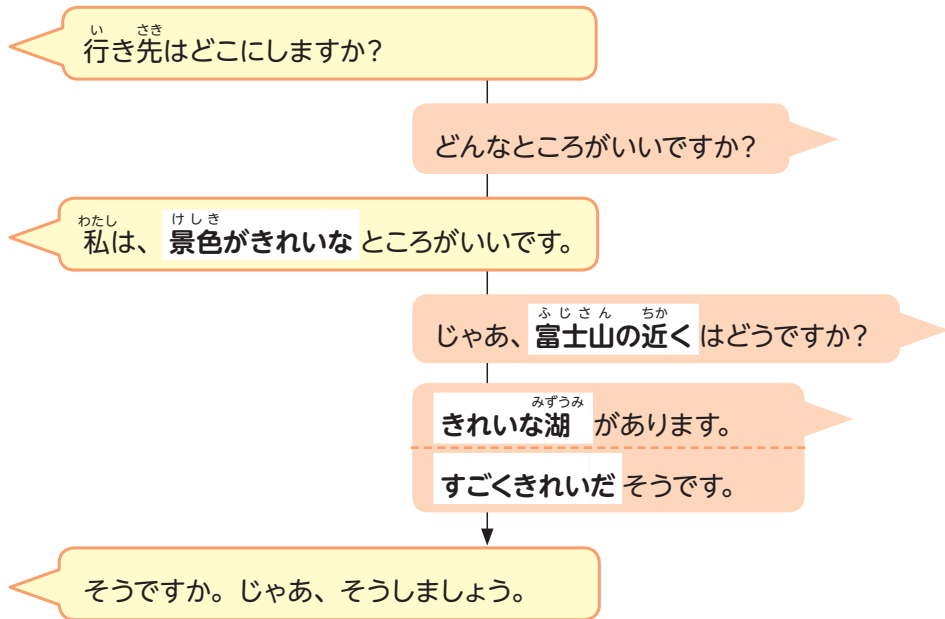 行き先はどこにしますか？
どんなところがいいですか？
私は、景色がきれいなところがいいです。
じゃあ、富士山の近くはどうですか？
きれいな湖があります。
すごくきれいだそうです。
そうですか。じゃあ、そうしましょう。